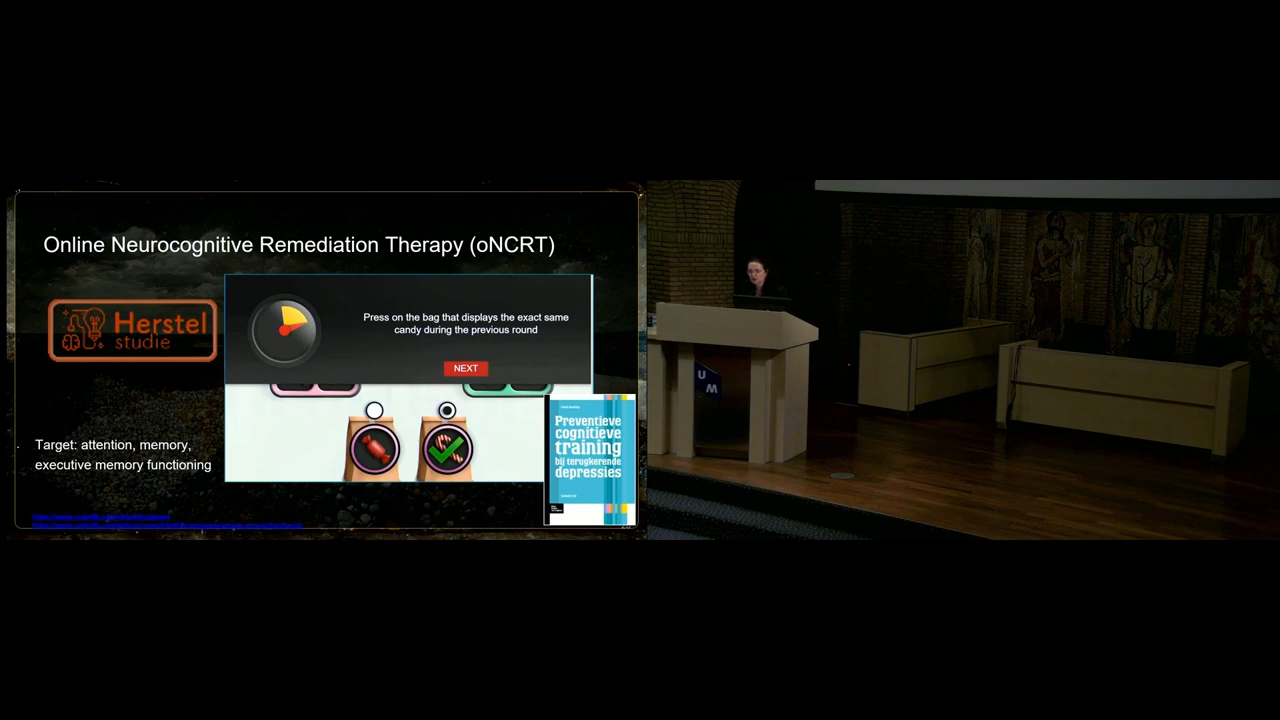 Online Neurocognitive Remediation Therapy (oNCRT)
Herstel
studie
Press on the bag that displays the exact same
candy during the previous round
NEXT
Target: attention, memory,
executive memory functioning
Preventieve
cognitieve
training
bij terugkerende
depressies
U
M